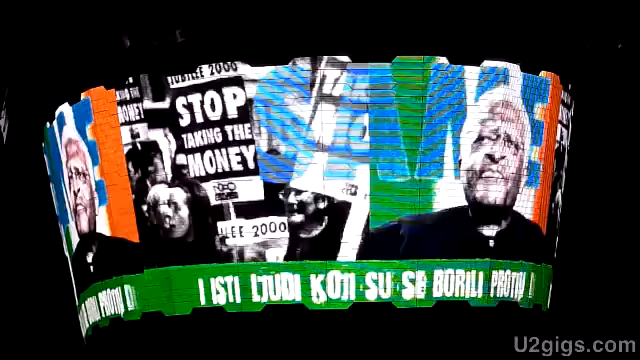 JUBILEE 2000
STOP
TAKING THE
MONEY
LEE 2000
I ISTI LJUDI KOJI SU SE BORILI PROTIV
U2gigs.com